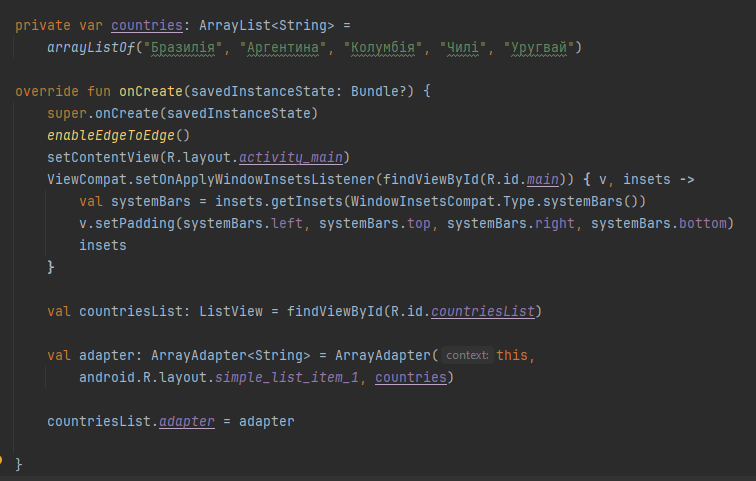 private var countries: ArrayList<String> =
arrayListOf("Бразилія", "Аргентина", "Колумбія", "Чилі", "Уругвай")
override fun onCreate(savedInstanceState: Bundle?) {
super.onCreate(savedInstanceState)
enableEdgeToEdge()
setContentView(R.layout.activity_main)
ViewCompat.setOnApplyWindowInsetsListener(findViewById(R.id.main)) { v, insets ->
val systemBars = insets.getInsets(WindowInsetsCompat.Type.systemBars())
v.setPadding(systemBars.left, systemBars.top, systemBars.right, systemBars.bottom)
insets
}
val countriesList: ListView = findViewById(R.id.countriesList)
val adapter: ArrayAdapter<String> = ArrayAdapter( context: this,
android.R.layout.simple_list_item_1, countries)
countriesList.adapter = adapter
}